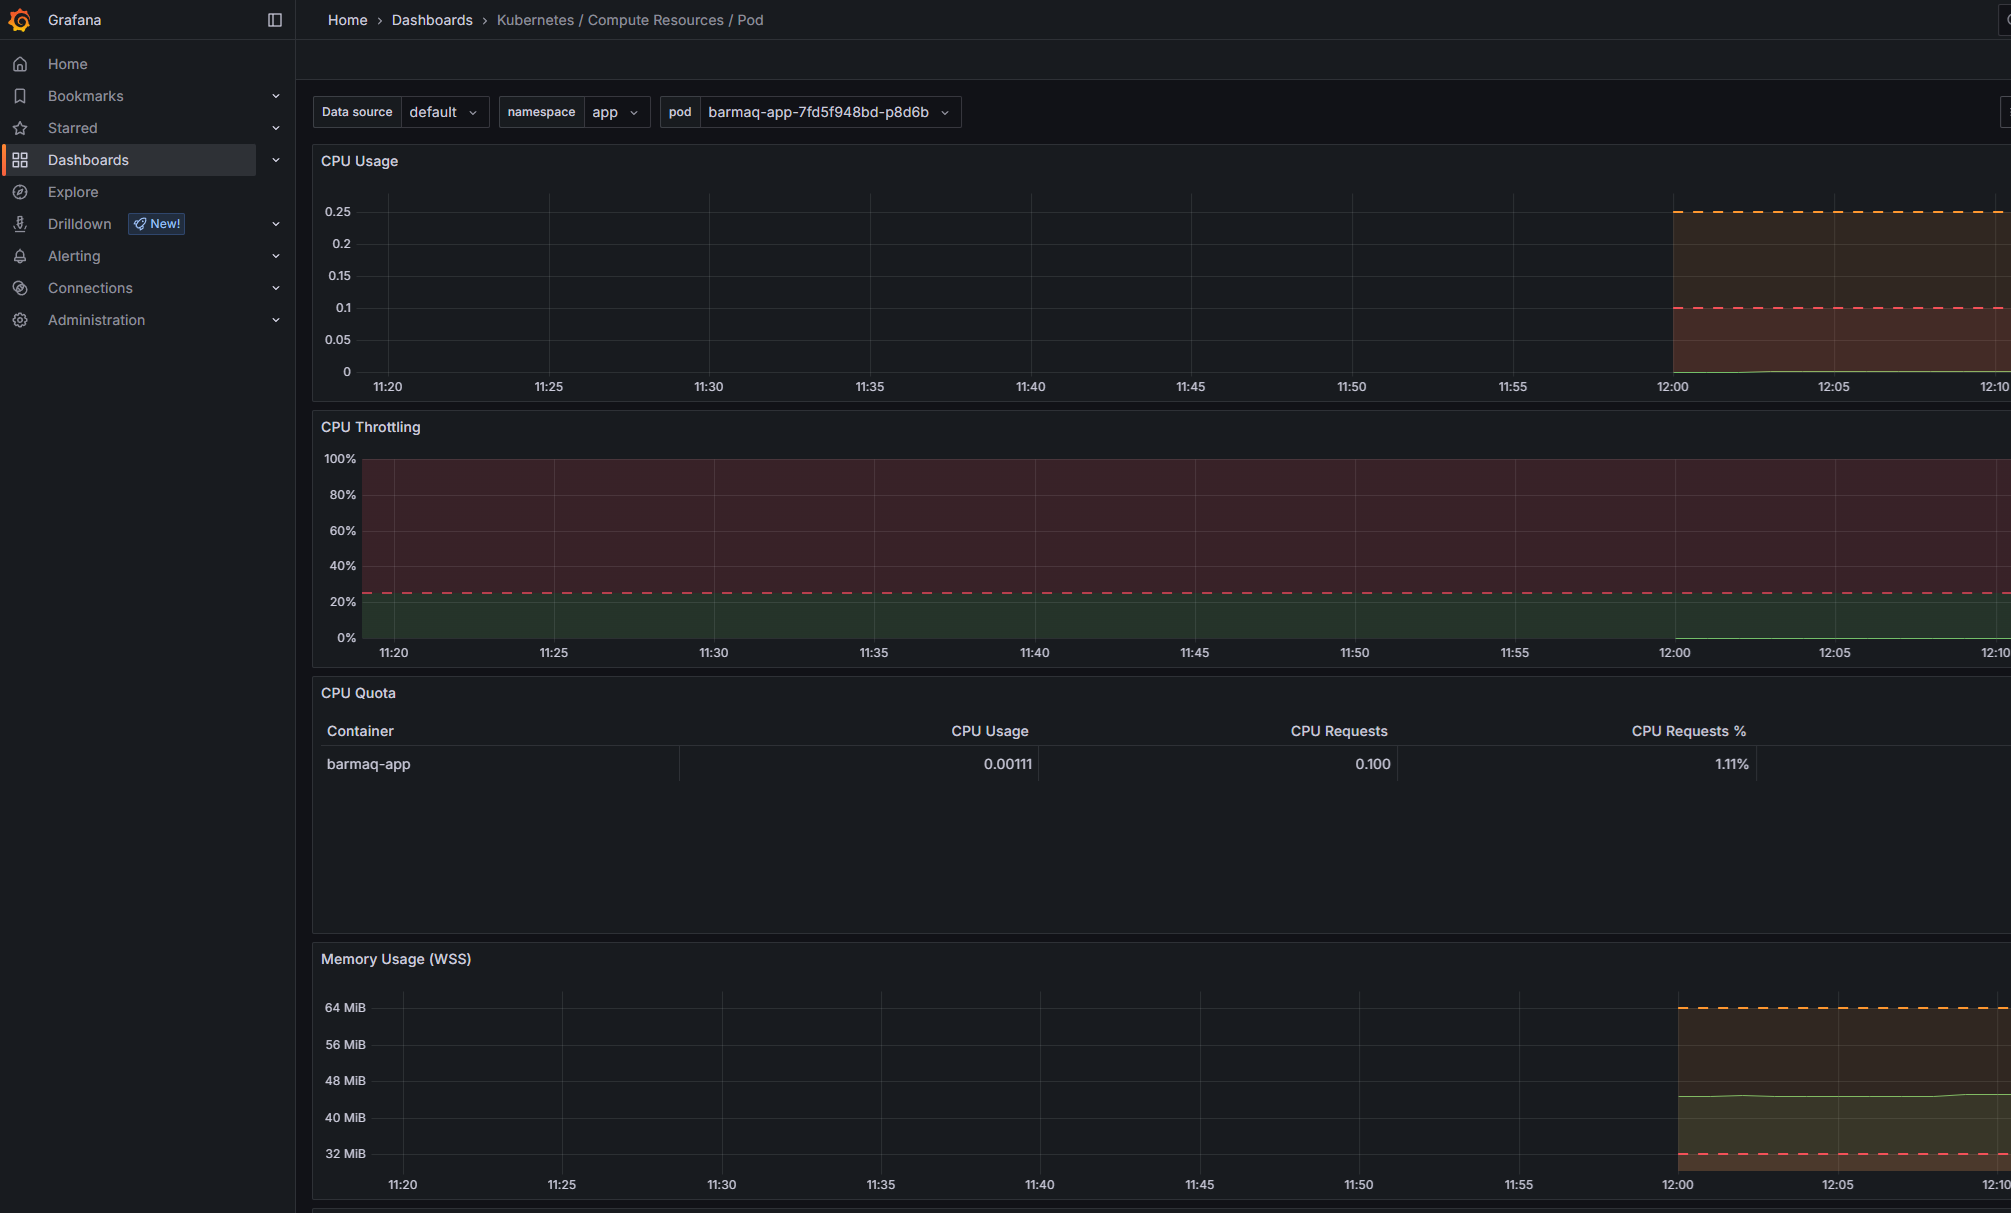 Grafana
Home › Dashboards › Kubernetes / Compute Resources / Pod
Home
Bookmarks
Starred
Dashboards
Explore
Drilldown New!
Alerting
Connections
Administration
Data source default namespace app pod barmaq-app-7fd5f948bd-p8d6b
CPU Usage
0.25
0.2
0.15
0.1
0.05
0
11:20 11:25 11:30 11:35 11:40 11:45 11:50 11:55 12:00 12:05 12:10
CPU Throttling
100%
80%
60%
40%
20%
0%
11:20 11:25 11:30 11:35 11:40 11:45 11:50 11:55 12:00 12:05 12:10
CPU Quota
Container CPU Usage CPU Requests CPU Requests %
barmaq-app 0.00111 0.100 1.11%
Memory Usage (WSS)
64 MiB
56 MiB
48 MiB
40 MiB
32 MiB
11:20 11:25 11:30 11:35 11:40 11:45 11:50 11:55 12:00 12:05 12:10